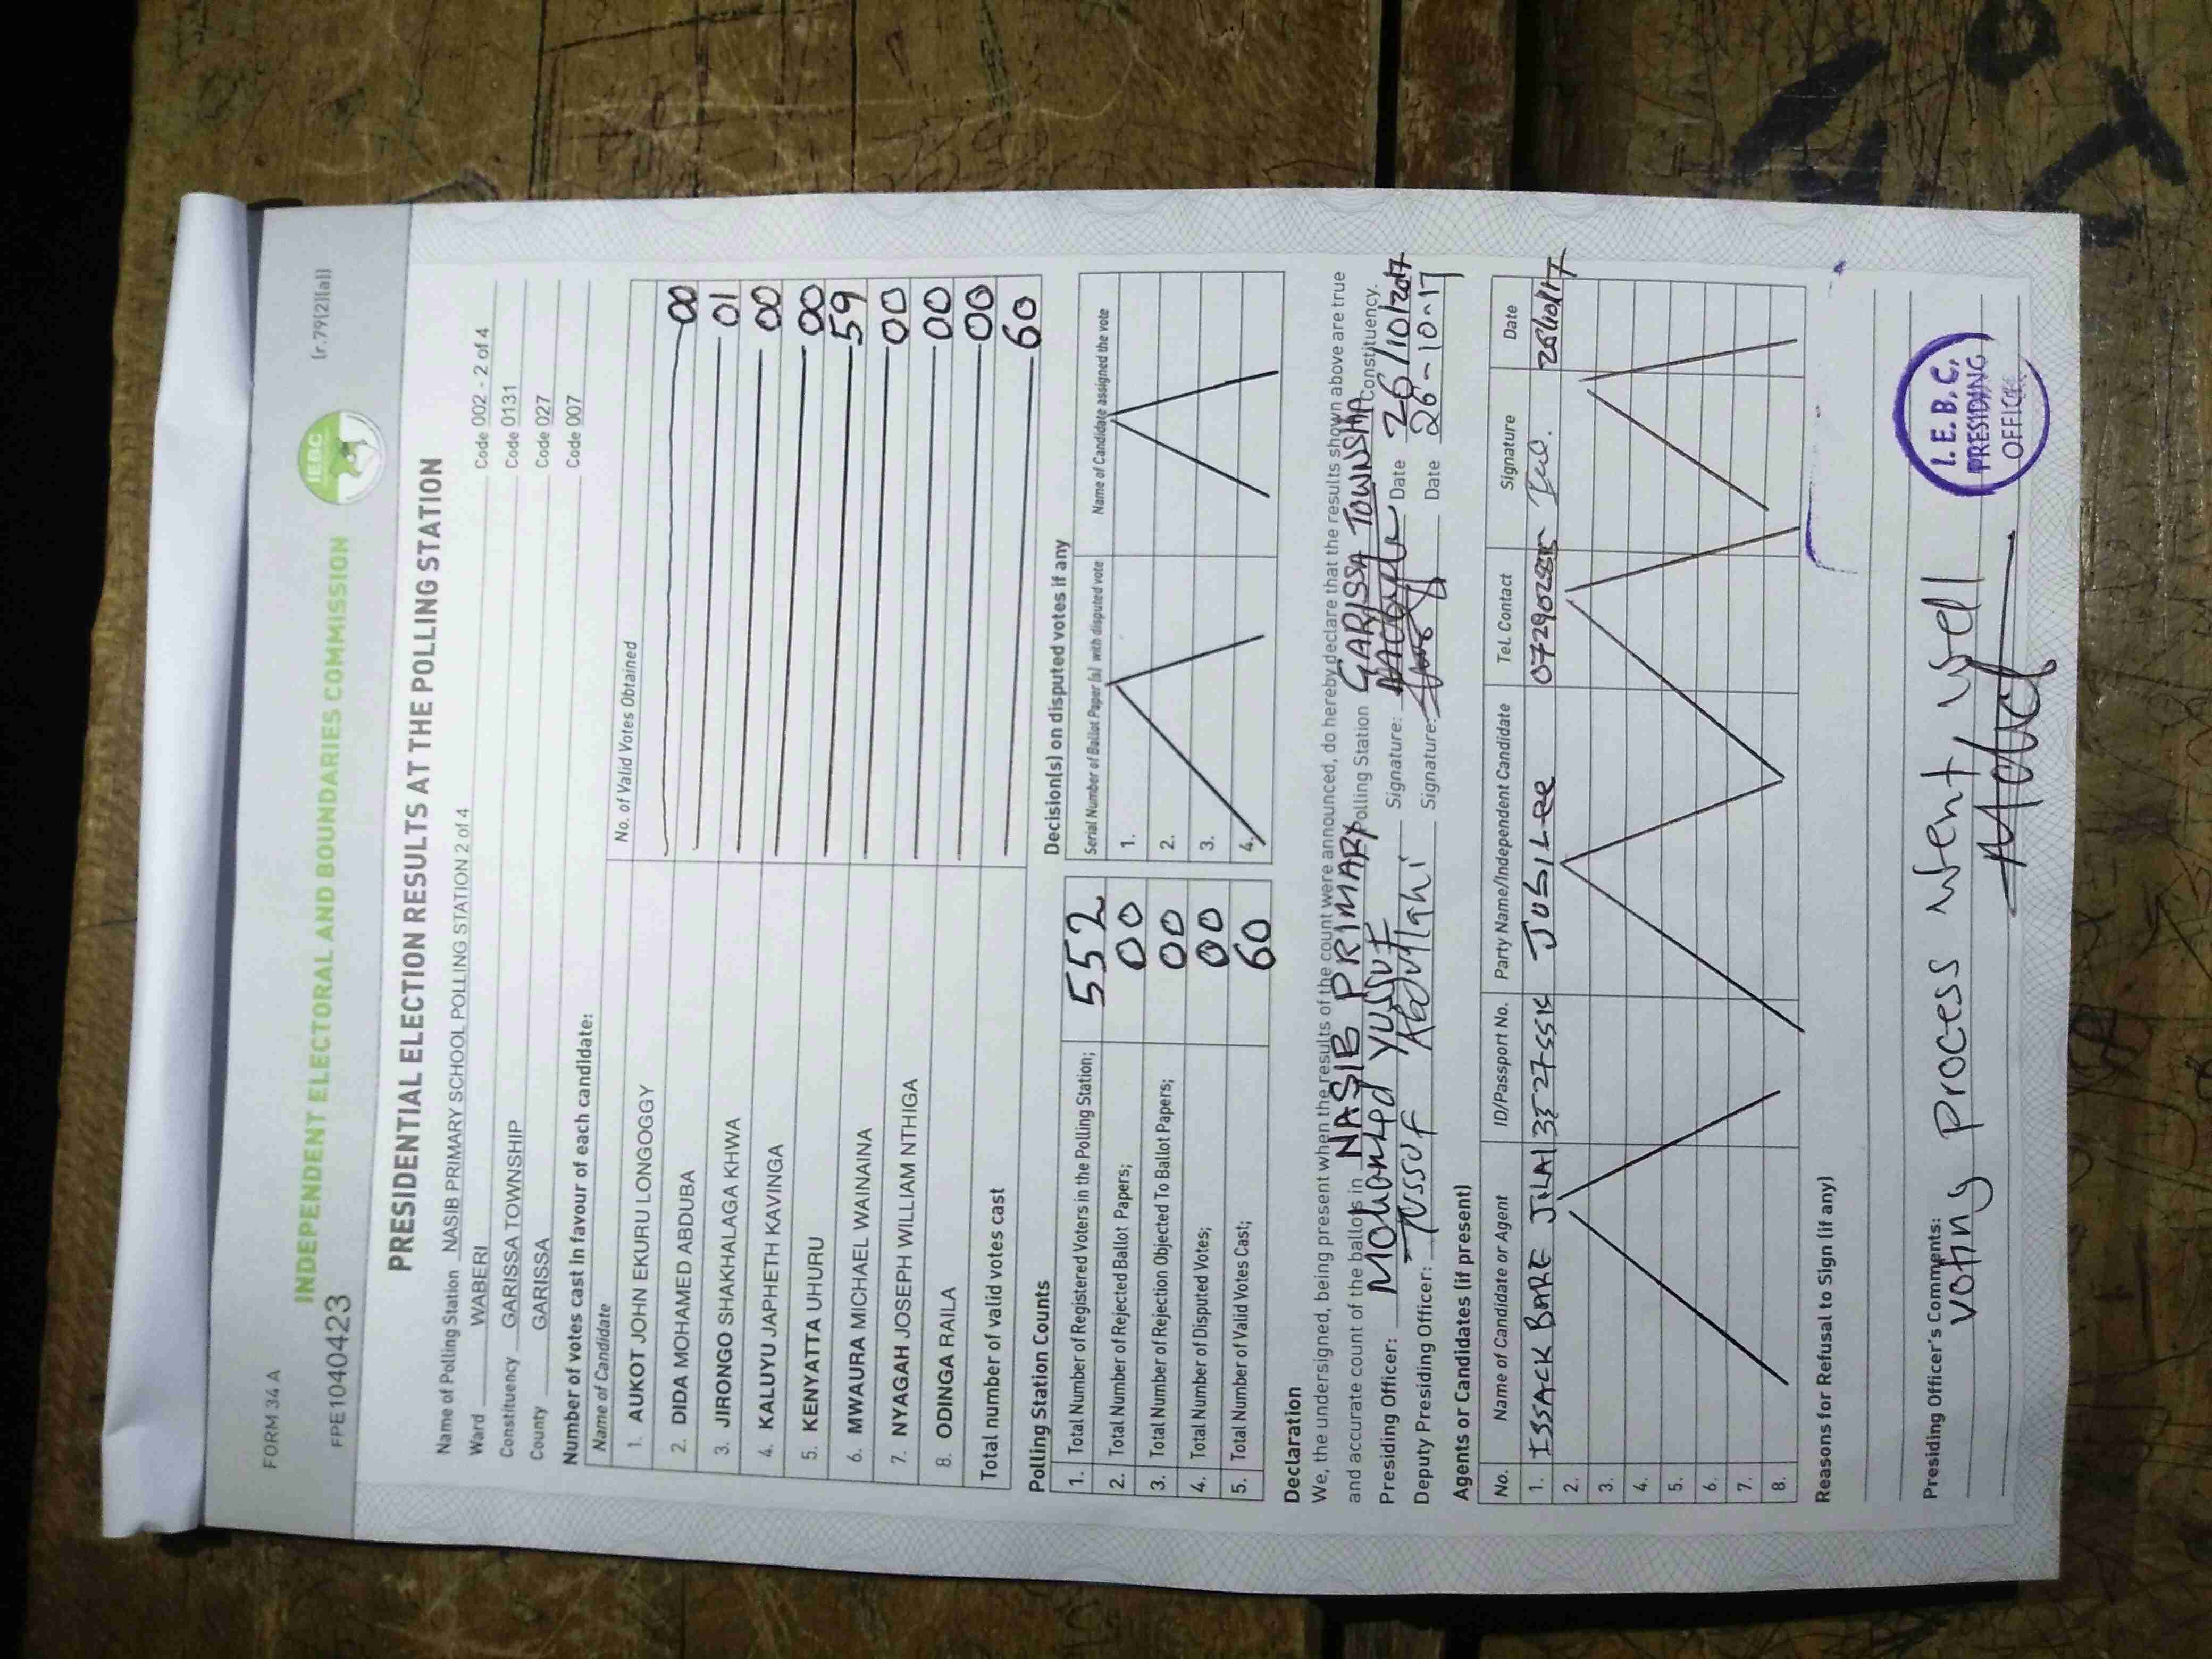 FORM 34 A
(r.79(2)(a))
FPE1040423
IEBC
INDEPENDENT ELECTORAL AND BOUNDARIES COMMISSION
PRESIDENTIAL ELECTION RESULTS AT THE POLLING STATION
Name of Polling Station NASIB PRIMARY SCHOOL POLLING STATION 2 of 4 Code 002 - 2 of 4
Ward WABERI Code 0131
Constituency GARISSA TOWNSHIP Code 027
County GARISSA Code 007
Number of votes cast in favour of each candidate:
Name of Candidate No. of Valid Votes Obtained
1. AUKOT JOHN EKURU LONGOGGY 00
2. DIDA MOHAMED ABDUBA 01
3. JIRONGO SHAKHALAGA KHWA 00
4. KALUYU JAPHETH KAVINGA 00
5. KENYATTA UHURU 59
6. MWAURA MICHAEL WAINAINA 00
7. NYAGAH JOSEPH WILLIAM NTHIGA 00
8. ODINGA RAILA 00
Total number of valid votes cast 60
Polling Station Counts
1. Total Number of Registered Voters in the Polling Station; 552
2. Total Number of Rejected Ballot Papers; 00
3. Total Number of Rejection Objected To Ballot Papers; 00
4. Total Number of Disputed Votes; 00
5. Total Number of Valid Votes Cast; 60
Decision(s) on disputed votes if any
Serial Number of Ballot Paper (s) with disputed vote Name of Candidate assigned the vote
1.
2.
3.
4.
Declaration
We, the undersigned, being present when the results of the count were announced, do hereby declare that the results shown above are true
and accurate count of the ballots in NASIB PRIMARY Polling Station GARISSA TOWNSHIP Constituency.
Presiding Officer: Mohamed YUSSUF Signature: Date 26/10/2017
Deputy Presiding Officer: Yussuf Abdullahi Signature: Date 26-10-17
Agents or Candidates (if present)
No. Name of Candidate or Agent ID/Passport No. Party Name/Independent Candidate Tel. Contact Signature Date
1. ISSACK BARE JILAI JUBILEE 26/10/17
2.
3.
4.
5.
6.
7.
8.
Reasons for Refusal to Sign (if any)
Presiding Officer's Comments:
voting process went well
I.E.B.C.
PRESIDING
OFFICER